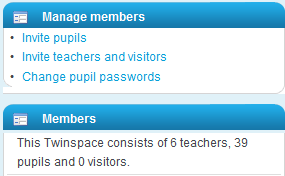 Manage members
• Invite pupils
• Invite teachers and visitors
• Change pupil passwords
Members
This Twinspace consists of 6 teachers, 39
pupils and 0 visitors.